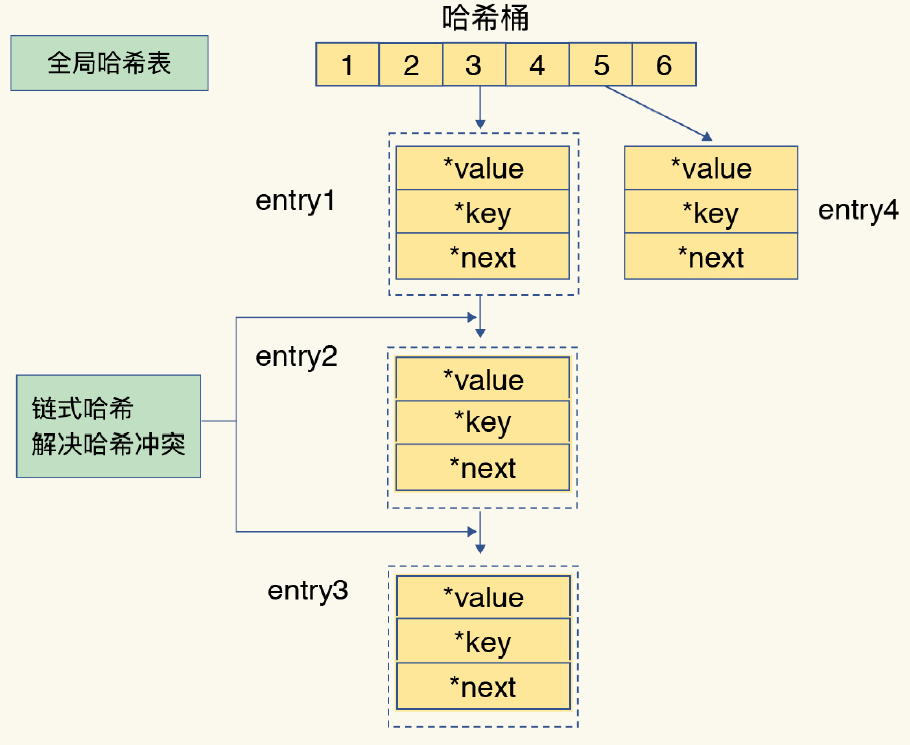 哈希桶
全局哈希表
1 2 3 4 5 6
entry1
*value
*key
*next
*value
*key
*next
entry4
entry2
*value
*key
*next
链式哈希
解决哈希冲突
entry3
*value
*key
*next